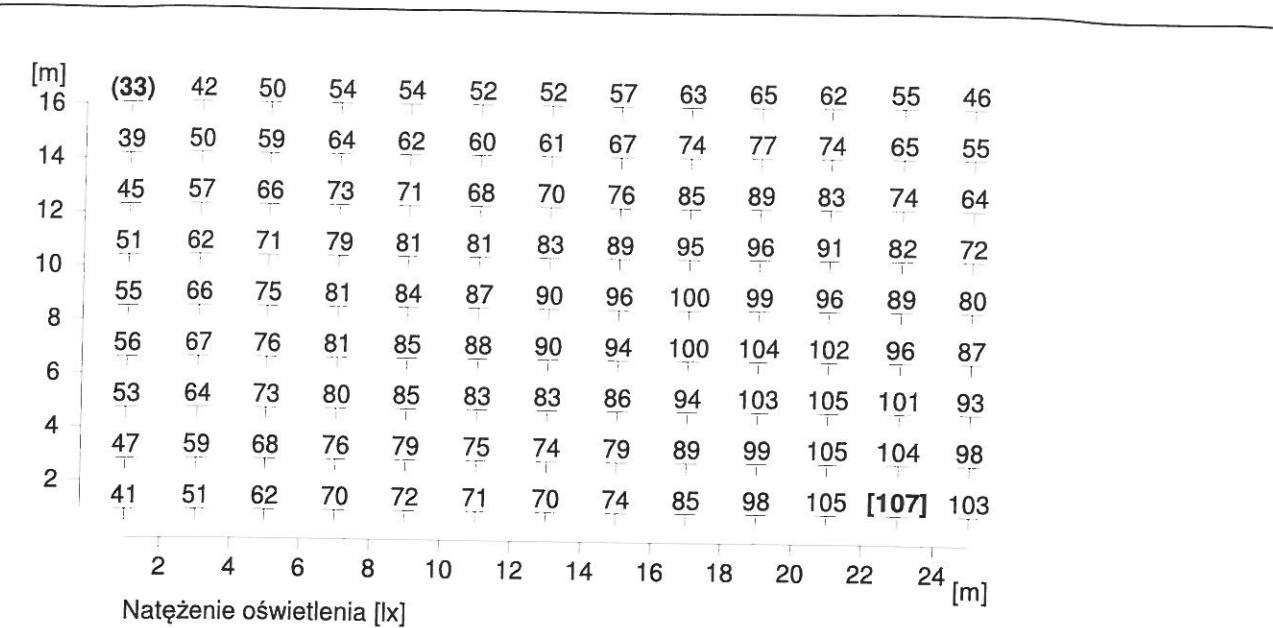 [m]
16 (33) 42 50 54 54 52 52 57 63 65 62 55 46
14 39 50 59 64 62 60 61 67 74 77 74 65 55
12 45 57 66 73 71 68 70 76 85 89 83 74 64
10 51 62 71 79 81 81 83 89 95 96 91 82 72
8 55 66 75 81 84 87 90 96 100 99 96 89 80
6 56 67 76 81 85 88 90 94 100 104 102 96 87
4 53 64 73 80 85 83 83 86 94 103 105 101 93
2 47 59 68 76 79 75 74 79 89 99 105 104 98
41 51 62 70 72 71 70 74 85 98 105 [107] 103
2 4 6 8 10 12 14 16 18 20 22 24 [m]
Natężenie oświetlenia [lx]